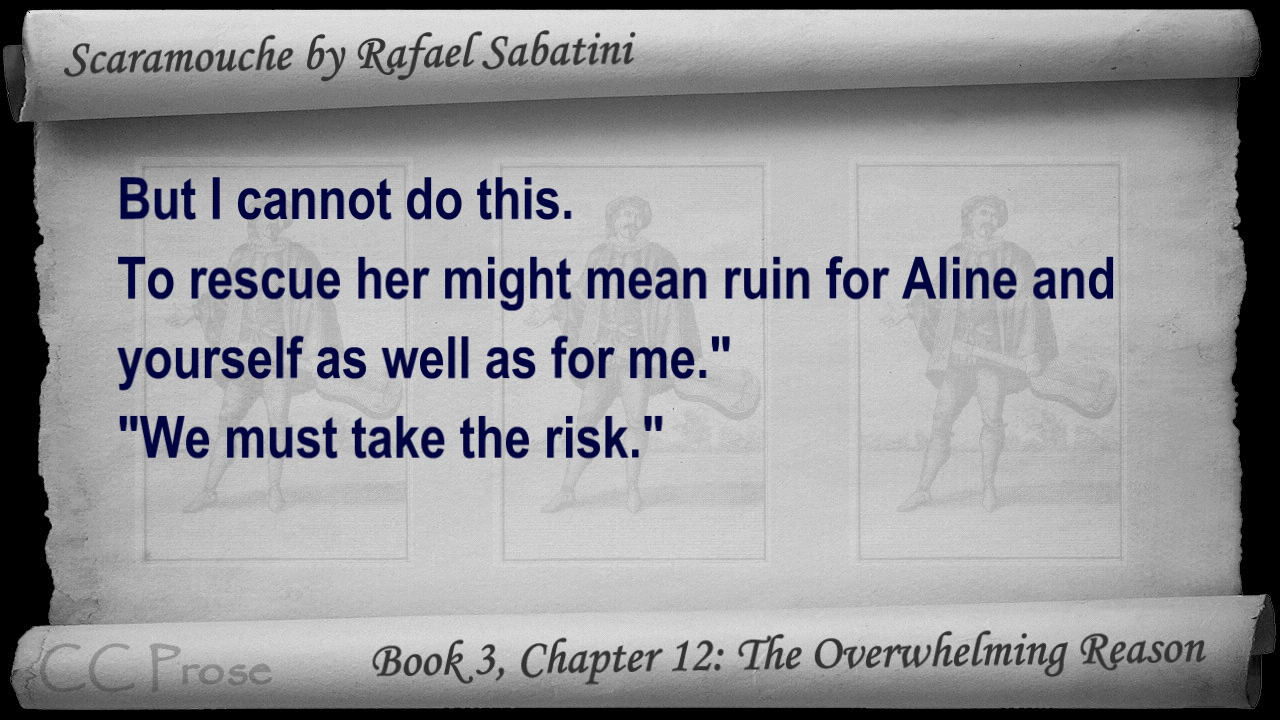 Scaramouche by Rafael Sabatini
But I cannot do this.
To rescue her might mean ruin for Aline and
yourself as well as for me."
"We must take the risk."
CC Prose
Book 3, Chapter 12: The Overwhelming Reason